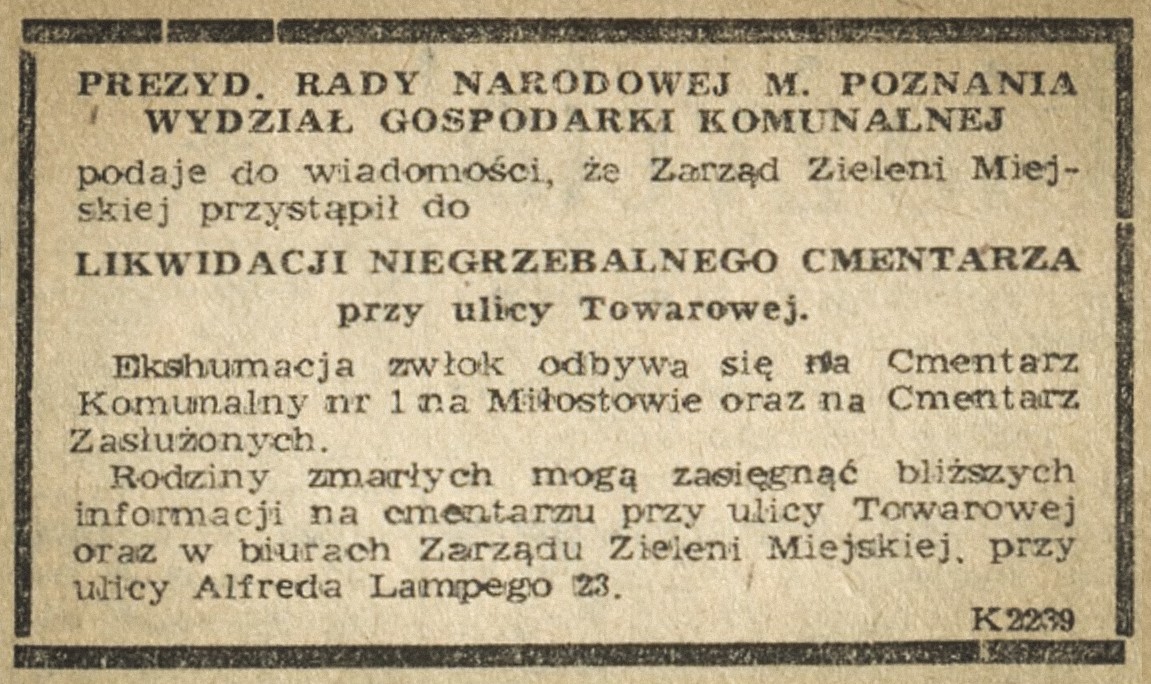 PREZYD. RADY NARODOWEJ M. POZNANIA
WYDZIAŁ GOSPODARKI KOMUNALNEJ
podaje do wiadomości, że Zarząd Zieleni Miej-
skiej przystąpił do
LIKWIDACJI NIEGRZEBALNEGO CMENTARZA
przy ulicy Towarowej.
Ekshumacja zwłok odbywa się na Cmentarz
Komunalny nr 1 na Miłostowie oraz na Cmentarz
Zasłużonych.
Rodziny zmarłych mogą zasięgnąć bliższych
informacji na cmentarzu przy ulicy Towarowej
oraz w biurach Zarządu Zieleni Miejskiej, przy
ulicy Alfreda Lampego 23.
K2239